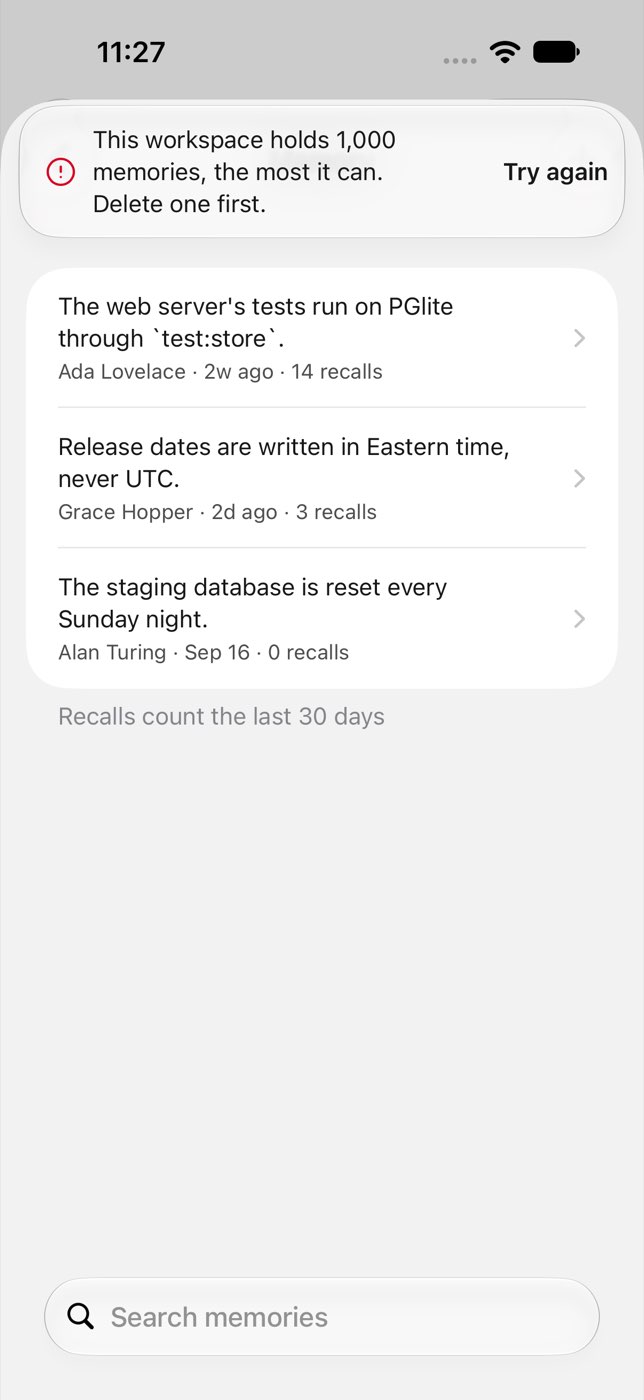 11:27
This workspace holds 1,000
memories, the most it can.
Delete one first.
Try again
The web server's tests run on PGlite
through `test:store`.
Ada Lovelace · 2w ago · 14 recalls
Release dates are written in Eastern time,
never UTC.
Grace Hopper · 2d ago · 3 recalls
The staging database is reset every
Sunday night.
Alan Turing · Sep 16 · 0 recalls
Recalls count the last 30 days
Search memories